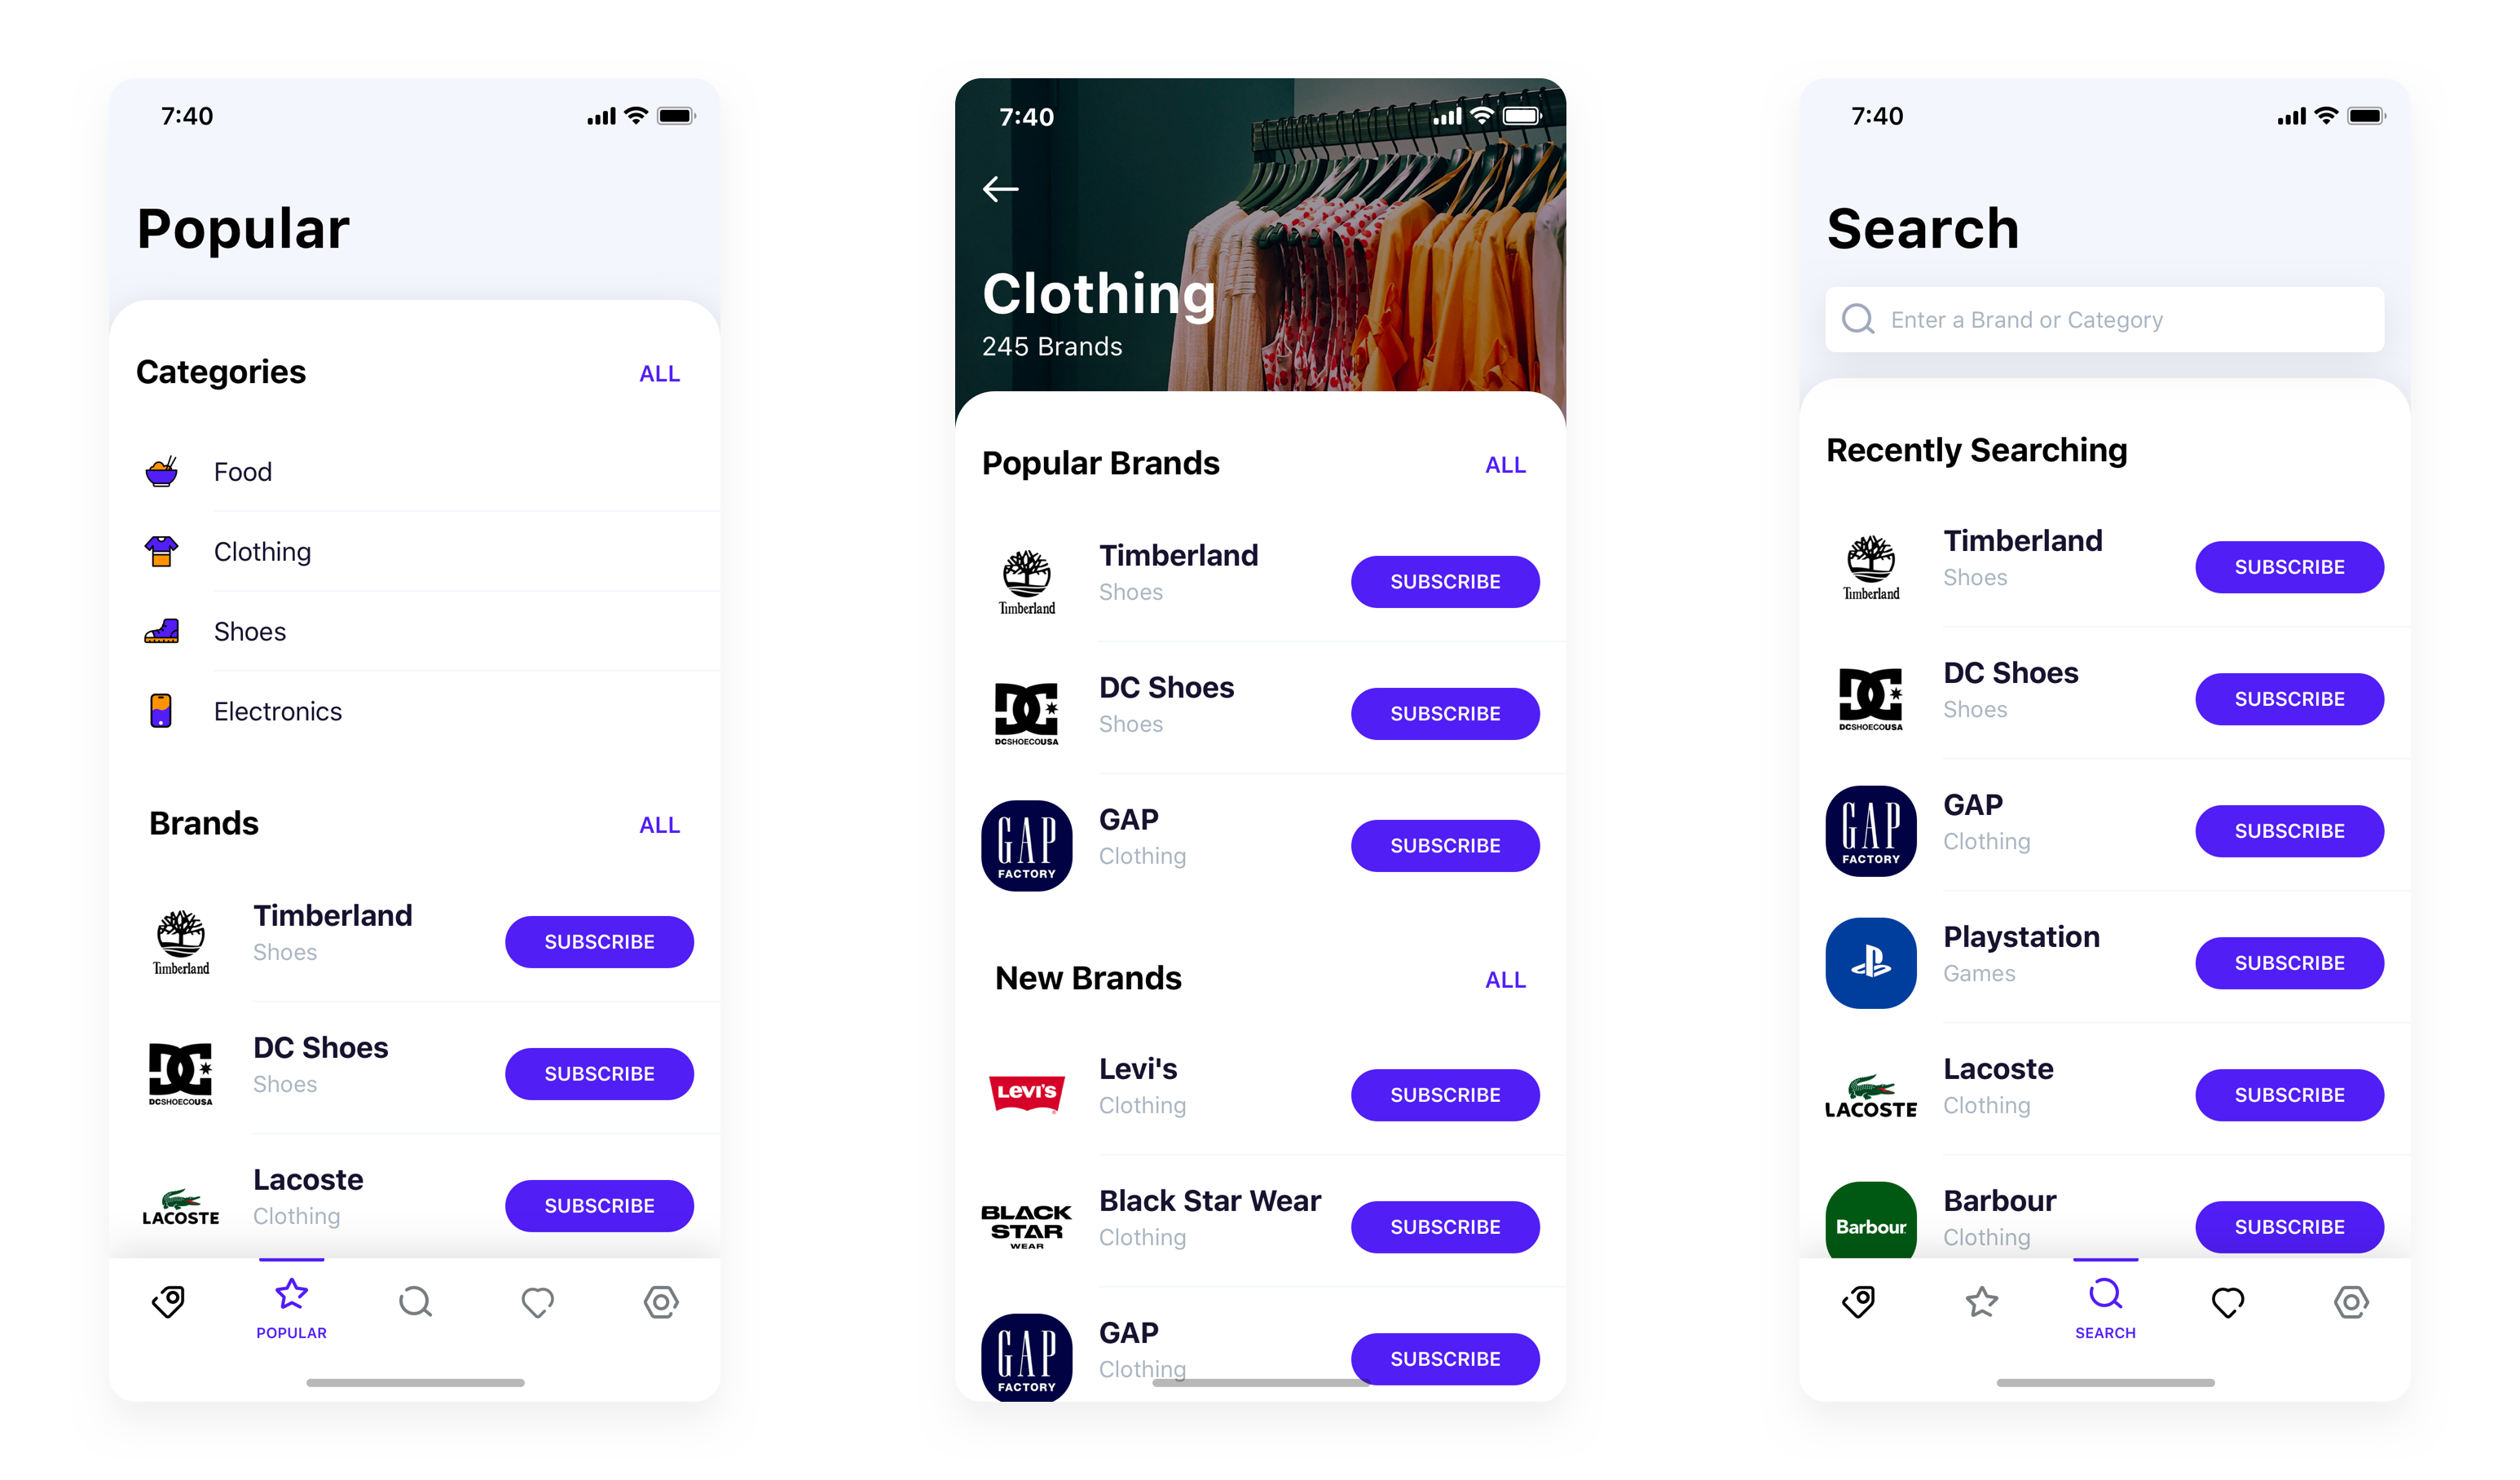 7:40
Popular
Categories
ALL
Food
Clothing
Shoes
Electronics
Brands
ALL
Timberland
Timberland
Shoes
SUBSCRIBE
DCSHOECOUSA
DC Shoes
Shoes
SUBSCRIBE
LACOSTE
Lacoste
Clothing
SUBSCRIBE
POPULAR
7:40
Clothing
245 Brands
Popular Brands
ALL
Timberland
Timberland
Shoes
SUBSCRIBE
DCSHOECOUSA
DC Shoes
Shoes
SUBSCRIBE
GAP
FACTORY
GAP
Clothing
SUBSCRIBE
New Brands
ALL
Levi's
Levi's
Clothing
SUBSCRIBE
BLACK
STAR
WEAR
Black Star Wear
Clothing
SUBSCRIBE
GAP
FACTORY
GAP
Clothing
SUBSCRIBE
7:40
Search
Enter a Brand or Category
Recently Searching
Timberland
Timberland
Shoes
SUBSCRIBE
DCSHOECOUSA
DC Shoes
Shoes
SUBSCRIBE
GAP
FACTORY
GAP
Clothing
SUBSCRIBE
Playstation
Games
SUBSCRIBE
LACOSTE
Lacoste
Clothing
SUBSCRIBE
Barbour
Barbour
Clothing
SUBSCRIBE
SEARCH